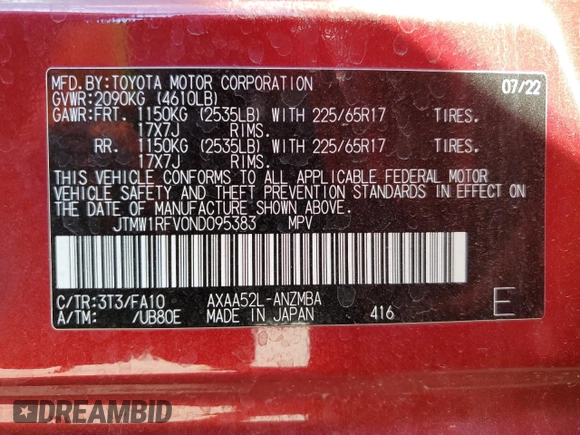 MFD.BY:TOYOTA MOTOR CORPORATION 07/22
GVWR:2090KG (4610LB)
GAWR:FRT. 1150KG (2535LB) WITH 225/65R17 TIRES.
17X7J RIMS.
RR. 1150KG (2535LB) WITH 225/65R17 TIRES.
17X7J RIMS.
THIS VEHICLE CONFORMS TO ALL APPLICABLE FEDERAL MOTOR
VEHICLE SAFETY AND THEFT PREVENTION STANDARDS IN EFFECT ON
THE DATE OF MANUFACTURE SHOWN ABOVE.
JTMW1RFV0ND095383 MPV
C/TR:3T3/FA10 AXAA52L-ANZMBA
A/TM: /UB80E MADE IN JAPAN 416 E
DREAMBID